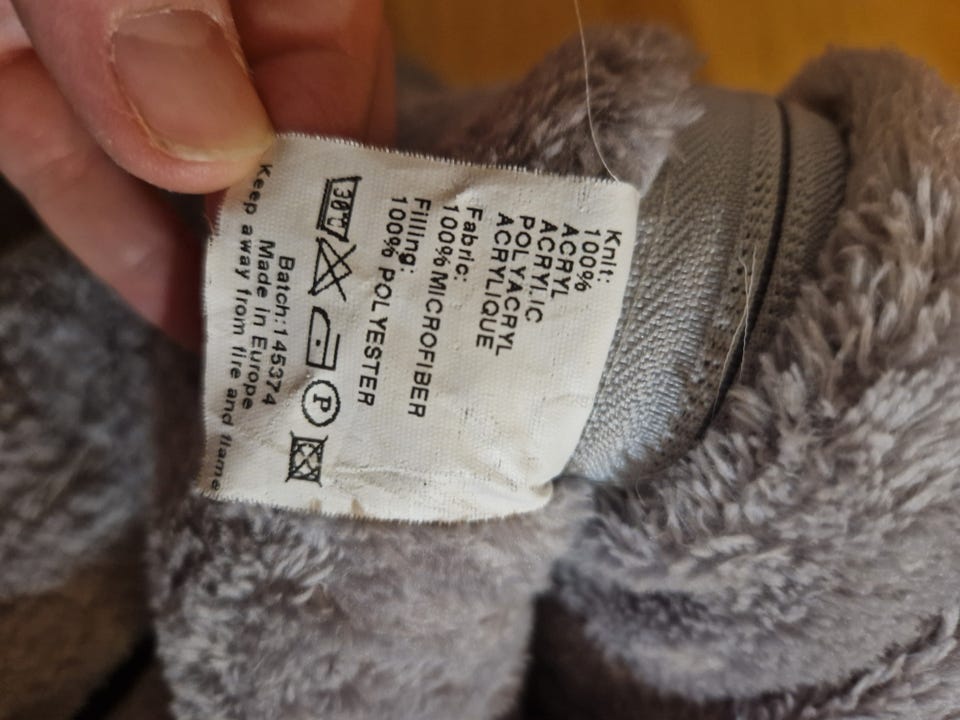 Knit:
100%
ACRYL
ACRYLIC
POLYACRYL
ACRYLIQUE
Fabric:
100%MICROFIBER
Filling:
100% POLYESTER
30c
P
Batch:145374
Made in Europe
Keep away from fire and flame